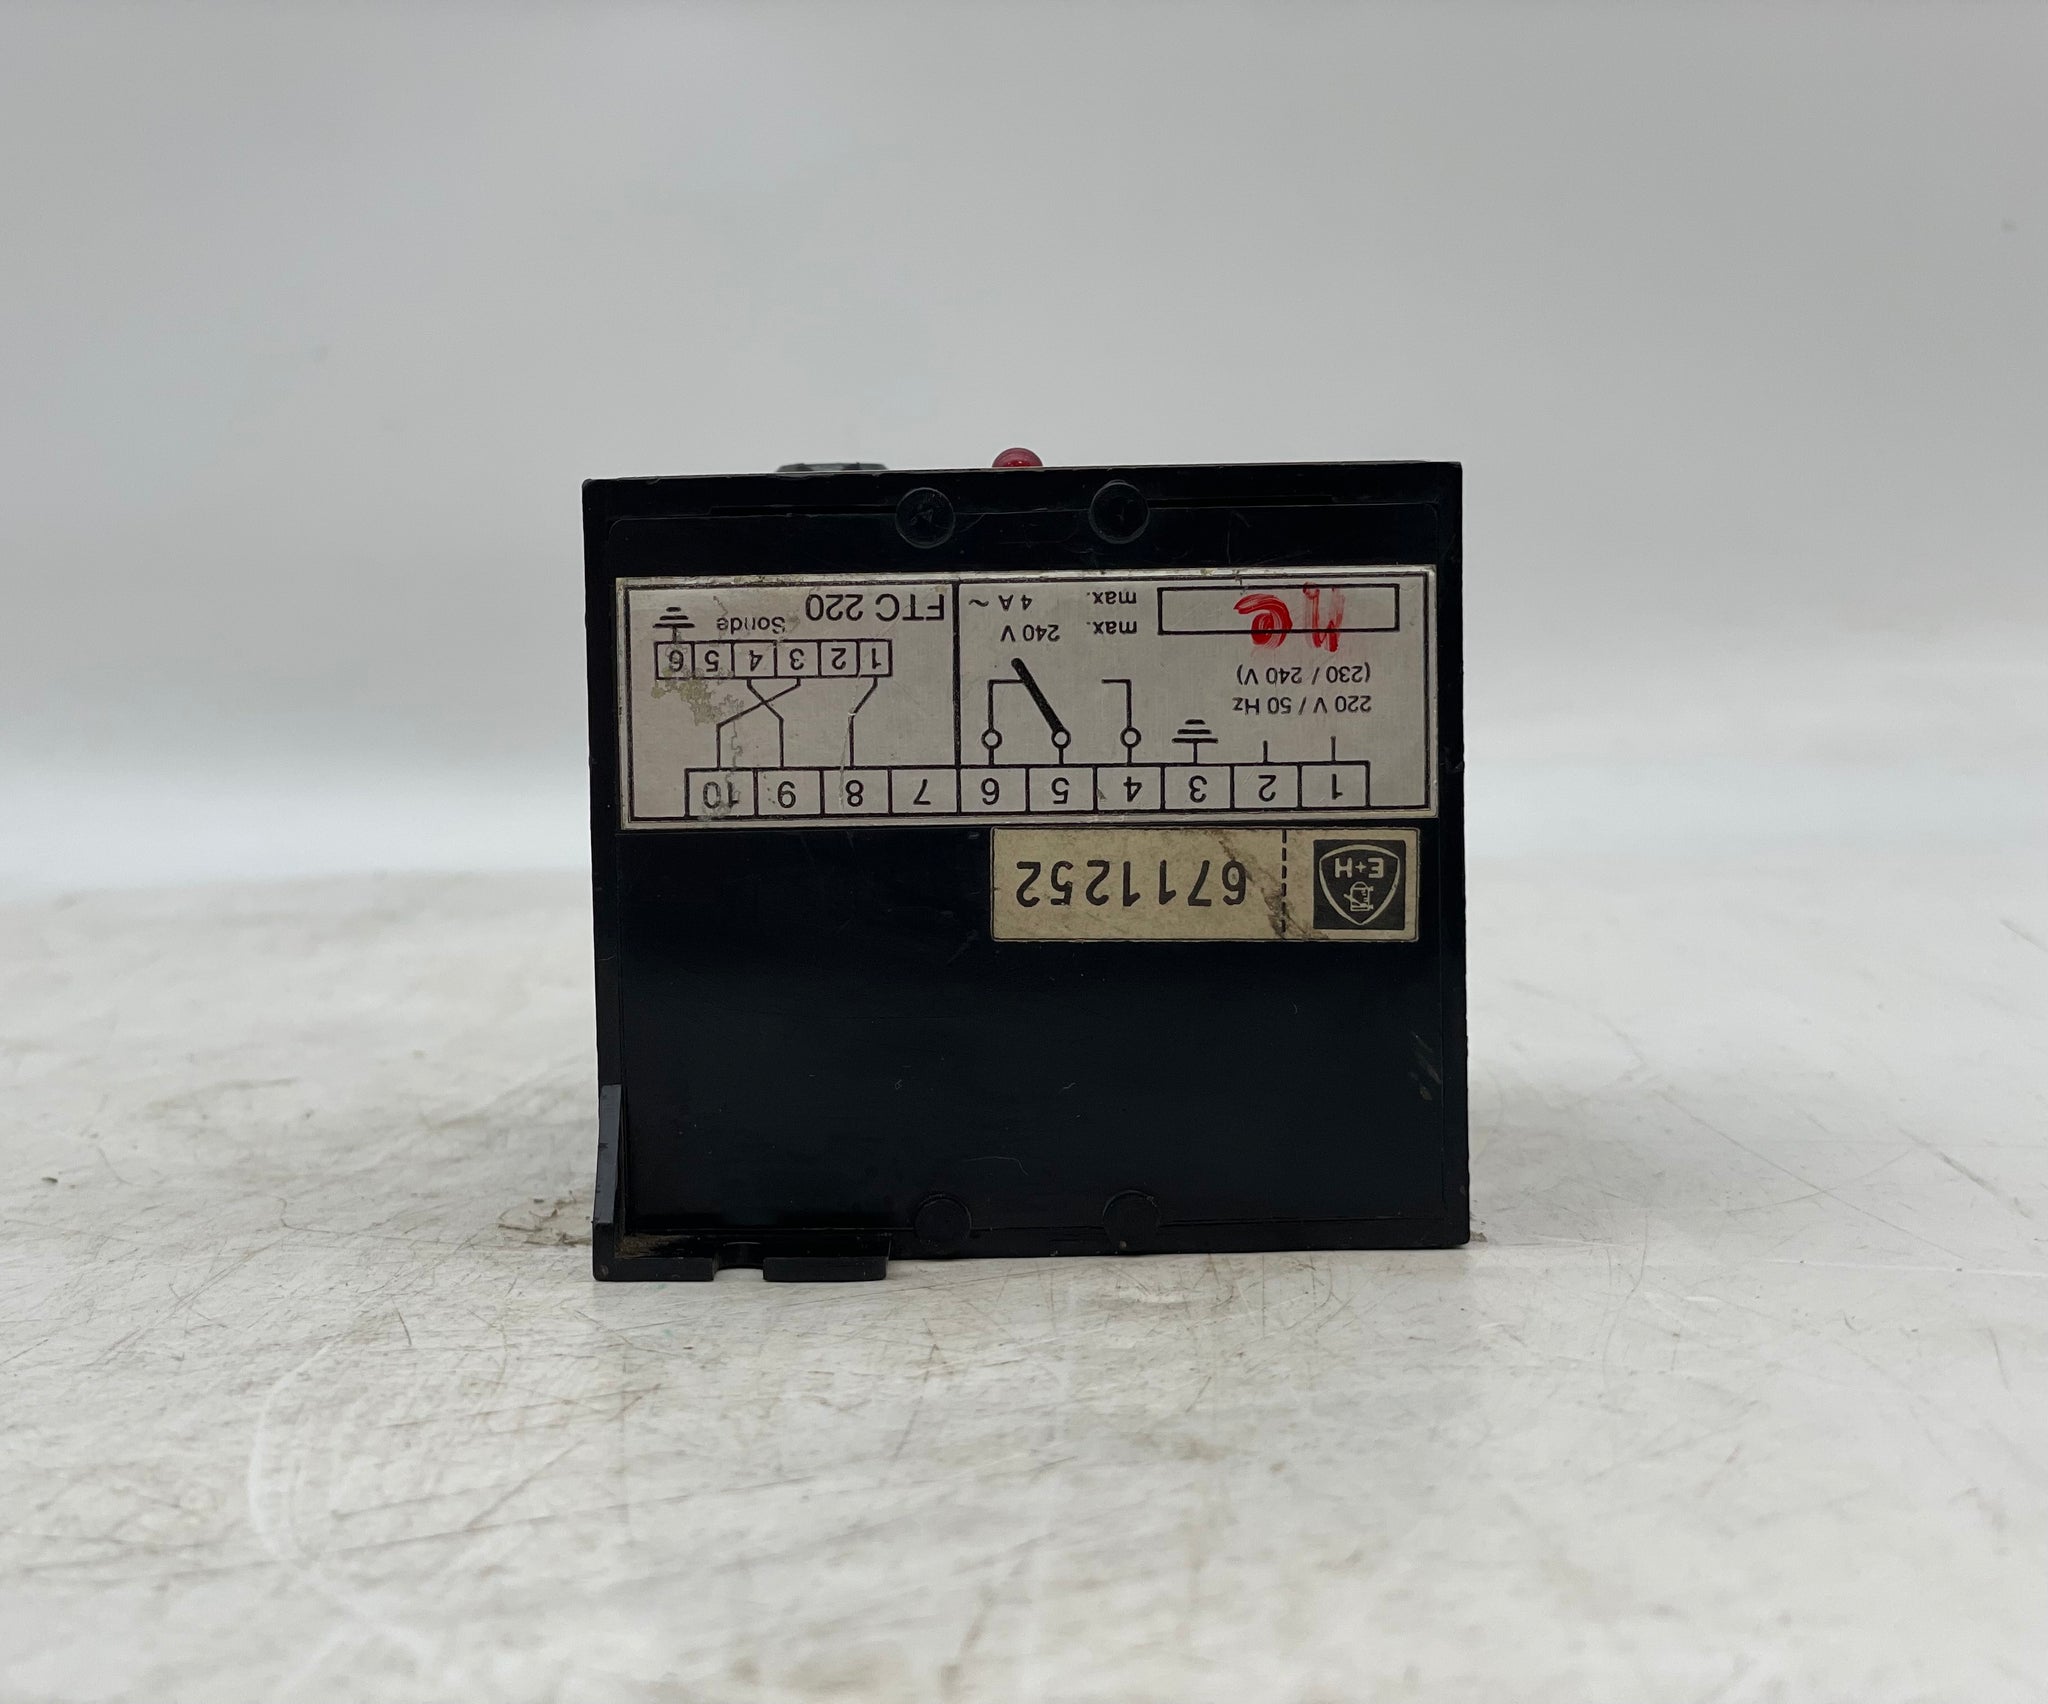 E+H
6711252
1 2 3 4 5 6 7 8 9 10
220 V / 50 Hz
(230 / 240 V)
max. 240 V
max. 4 A ~
1 2 3 4 5 6
Sonde
FTC 220